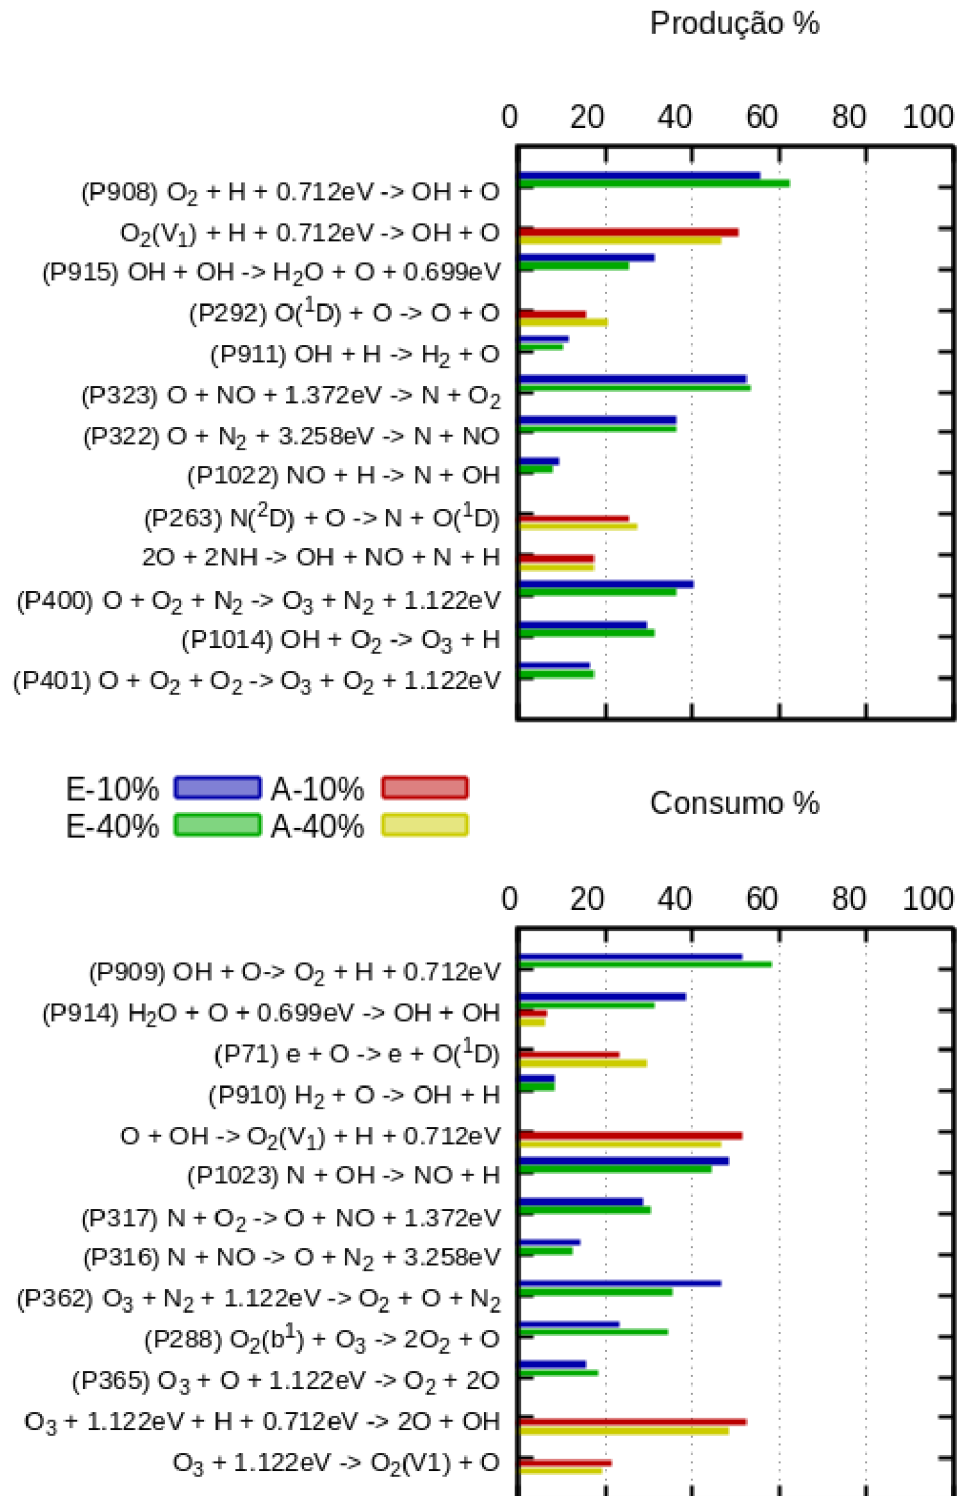 Produção %
0 20 40 60 80 100
(P908) O₂ + H + 0.712eV -> OH + O
O₂(V₁) + H + 0.712eV -> OH + O
(P915) OH + OH -> H₂O + O + 0.699eV
(P292) O(¹D) + O -> O + O
(P911) OH + H -> H₂ + O
(P323) O + NO + 1.372eV -> N + O₂
(P322) O + N₂ + 3.258eV -> N + NO
(P1022) NO + H -> N + OH
(P263) N(²D) + O -> N + O(¹D)
2O + 2NH -> OH + NO + N + H
(P400) O + O₂ + N₂ -> O₃ + N₂ + 1.122eV
(P1014) OH + O₂ -> O₃ + H
(P401) O + O₂ + O₂ -> O₃ + O₂ + 1.122eV
E-10% A-10%
E-40% A-40%
Consumo %
0 20 40 60 80 100
(P909) OH + O-> O₂ + H + 0.712eV
(P914) H₂O + O + 0.699eV -> OH + OH
(P71) e + O -> e + O(¹D)
(P910) H₂ + O -> OH + H
O + OH -> O₂(V₁) + H + 0.712eV
(P1023) N + OH -> NO + H
(P317) N + O₂ -> O + NO + 1.372eV
(P316) N + NO -> O + N₂ + 3.258eV
(P362) O₃ + N₂ + 1.122eV -> O₂ + O + N₂
(P288) O₂(b¹) + O₃ -> 2O₂ + O
(P365) O₃ + O + 1.122eV -> O₂ + 2O
O₃ + 1.122eV + H + 0.712eV -> 2O + OH
O₃ + 1.122eV -> O₂(V1) + O